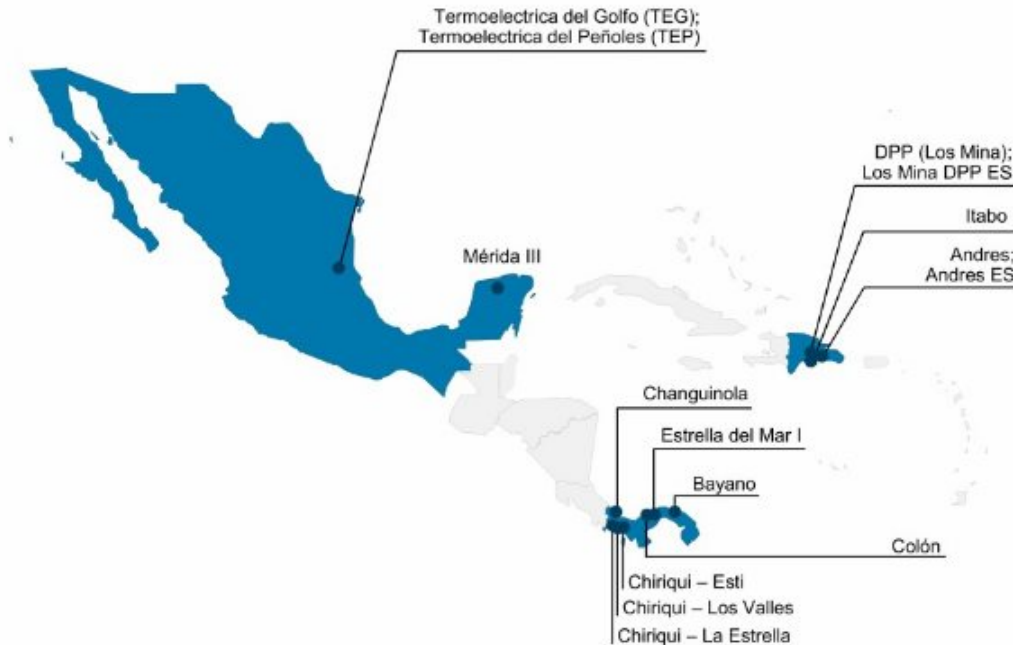 Termoelectrica del Golfo (TEG);
Termoelectrica del Peñoles (TEP)
DPP (Los Mina);
Los Mina DPP ES
Itabo
Andres;
Andres ES
Mérida III
Changuinola
Estrella del Mar I
Bayano
Colón
Chiriqui – Esti
Chiriqui – Los Valles
Chiriqui – La Estrella